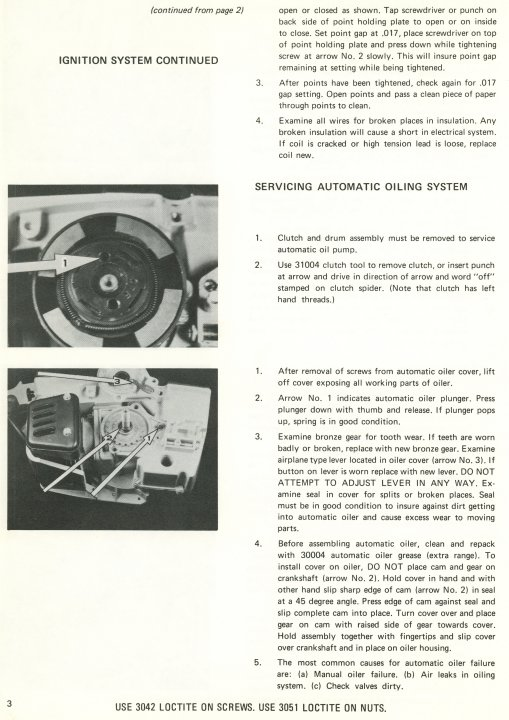 (continued from page 2)
IGNITION SYSTEM CONTINUED
open or closed as shown. Tap screwdriver or punch on
back side of point holding plate to open or on inside
to close. Set point gap at .017, place screwdriver on top
of point holding plate and press down while tightening
screw at arrow No. 2 slowly. This will insure point gap
remaining at setting while being tightened.
3. After points have been tightened, check again for .017
gap setting. Open points and pass a clean piece of paper
through points to clean.
4. Examine all wires for broken places in insulation. Any
broken insulation will cause a short in electrical system.
If coil is cracked or high tension lead is loose, replace
coil new.
SERVICING AUTOMATIC OILING SYSTEM
1
1. Clutch and drum assembly must be removed to service
automatic oil pump.
2. Use 31004 clutch tool to remove clutch, or insert punch
at arrow and drive in direction of arrow and word "off"
stamped on clutch spider. (Note that clutch has left
hand threads.)
3
1. After removal of screws from automatic oiler cover, lift
off cover exposing all working parts of oiler.
2. Arrow No. 1 indicates automatic oiler plunger. Press
plunger down with thumb and release. If plunger pops
up, spring is in good condition.
3. Examine bronze gear for tooth wear. If teeth are worn
badly or broken, replace with new bronze gear. Examine
airplane type lever located in oiler cover (arrow No. 3). If
button on lever is worn replace with new lever. DO NOT
ATTEMPT TO ADJUST LEVER IN ANY WAY. Ex-
amine seal in cover for splits or broken places. Seal
must be in good condition to insure against dirt getting
into automatic oiler and cause excess wear to moving
parts.
4. Before assembling automatic oiler, clean and repack
with 30004 automatic oiler grease (extra range). To
install cover on oiler, DO NOT place cam and gear on
crankshaft (arrow No. 2). Hold cover in hand and with
other hand slip sharp edge of cam (arrow No. 2) in seal
at a 45 degree angle. Press edge of cam against seal and
slip complete cam into place. Turn cover over and place
gear on cam with raised side of gear towards cover.
Hold assembly together with fingertips and slip cover
over crankshaft and in place on oiler housing.
5. The most common causes for automatic oiler failure
are: (a) Manual oiler failure. (b) Air leaks in oiling
system. (c) Check valves dirty.
3
USE 3042 LOCTITE ON SCREWS. USE 3051 LOCTITE ON NUTS.